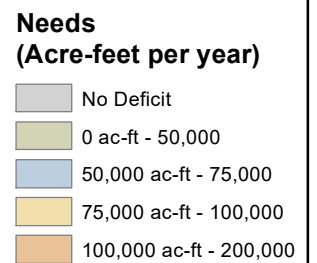 Needs
(Acre-feet per year)
No Deficit
0 ac-ft - 50,000
50,000 ac-ft - 75,000
75,000 ac-ft - 100,000
100,000 ac-ft - 200,000